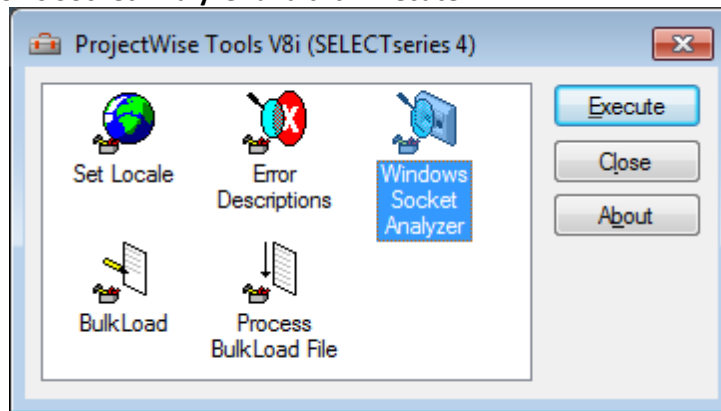 ProjectWise Tools V8i (SELECTseries 4)
Set Locale
Error
Descriptions
Windows
Socket
Analyzer
BulkLoad
Process
BulkLoad File
Execute
Close
About